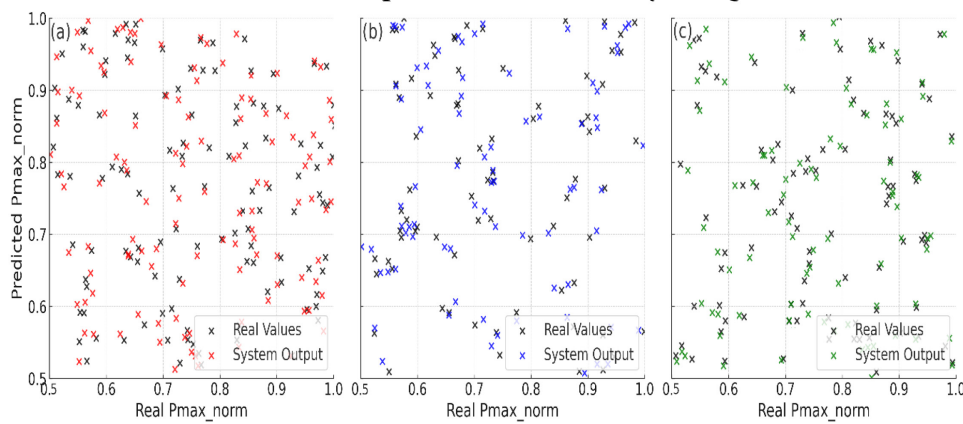 (a)
(b)
(c)
Predicted Pmax_norm
1.0
0.9
0.8
0.7
0.6
0.5
Real Values
System Output
Real Values
System Output
Real Values
System Output
0.5 0.6 0.7 0.8 0.9 1.0
0.5 0.6 0.7 0.8 0.9 1.0
0.5 0.6 0.7 0.8 0.9 1.0
Real Pmax_norm
Real Pmax_norm
Real Pmax_norm